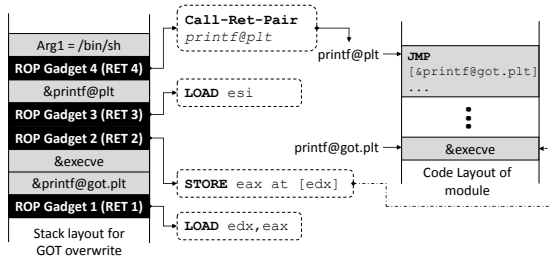 Arg1 = /bin/sh
ROP Gadget 4 (RET 4)
&printf@plt
ROP Gadget 3 (RET 3)
ROP Gadget 2 (RET 2)
&execve
&printf@got.plt
ROP Gadget 1 (RET 1)
Stack layout for
GOT overwrite
Call-Ret-Pair
printf@plt
LOAD esi
STORE eax at [edx]
LOAD edx,eax
printf@plt
JMP
[&printf@got.plt]
...
printf@got.plt
&execve
Code Layout of
module